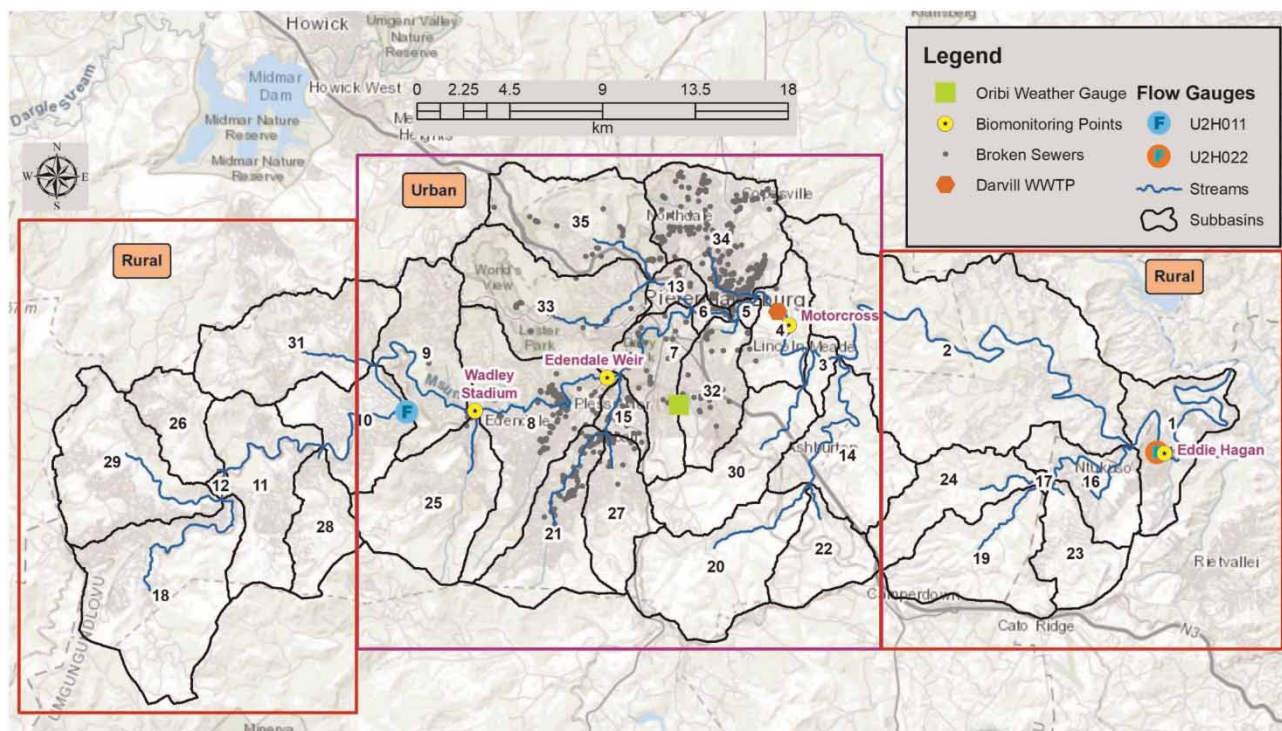 Howick
Umgeni Valley
Nature
Reserve
Dargle Stream
Midmar
Dam
Midmar Nature
Reserve
Midmar Nature
Reserve
Howick West
Heights
0 2.25 4.5 9 13.5 18
km
Legend
Oribi Weather Gauge
Biomonitoring Points
Broken Sewers
Darvill WWTP
Flow Gauges
F U2H011
F U2H022
Streams
Subbasins
N
W E
S
Urban
Rural
Rural
35
Northdale
Copesville
34
World's
View
13
33
6
5
4
Motorcross
Lincoln Meade
3
2
31
9
Edendale Weir
7
Wadley
Stadium
8
Edendale
32
15
26
10
F
29
12
11
28
25
21
27
30
Ashburton
14
1
F
Eddie Hagan
Ntukuso
24
17
16
18
20
22
19
23
Rietvallei
Camperdown
Cato Ridge
N3
UMGUNGUNDLOVU
Minerva